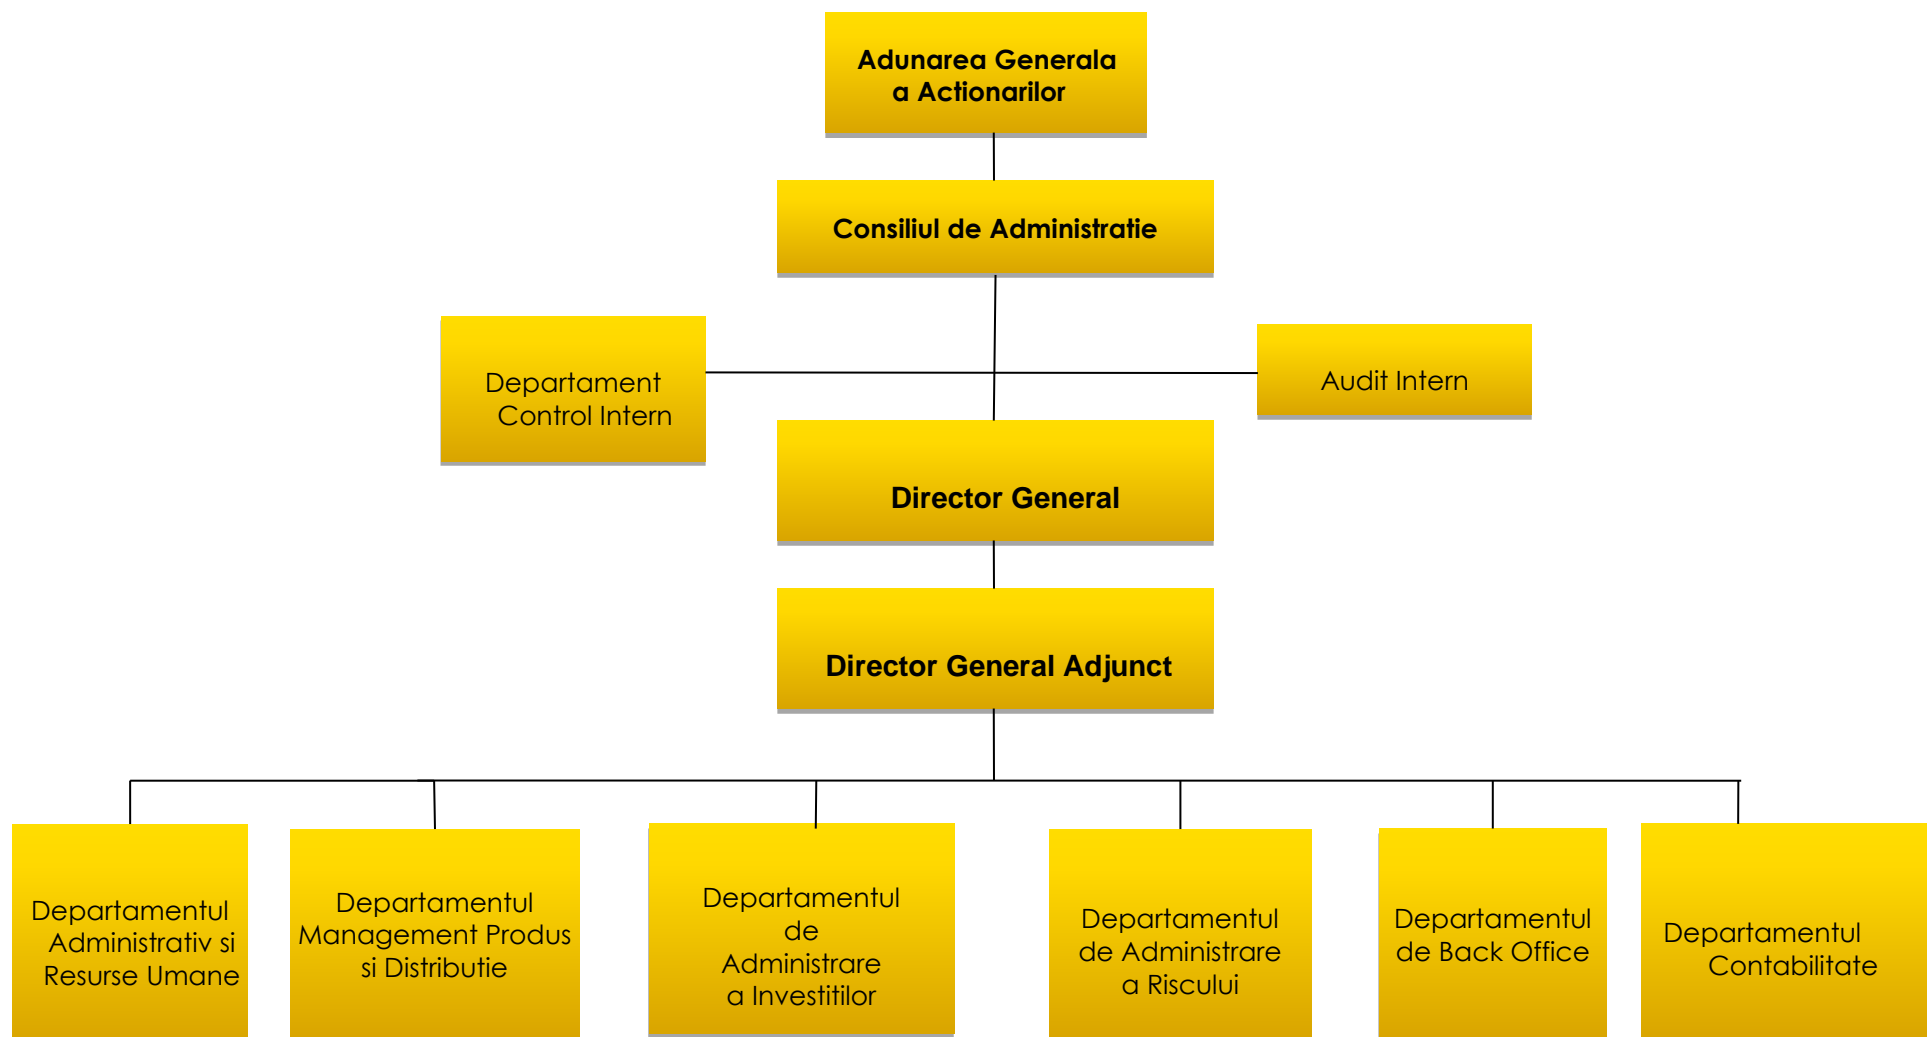 Adunarea Generala
a Actionarilor
Consiliul de Administratie
Departament
Control Intern
Audit Intern
Director General
Director General Adjunct
Departamentul
Administrativ si
Resurse Umane
Departamentul
Management Produs
si Distributie
Departamentul
de
Administrare
a Investitilor
Departamentul
de Administrare
a Riscului
Departamentul
de Back Office
Departamentul
Contabilitate